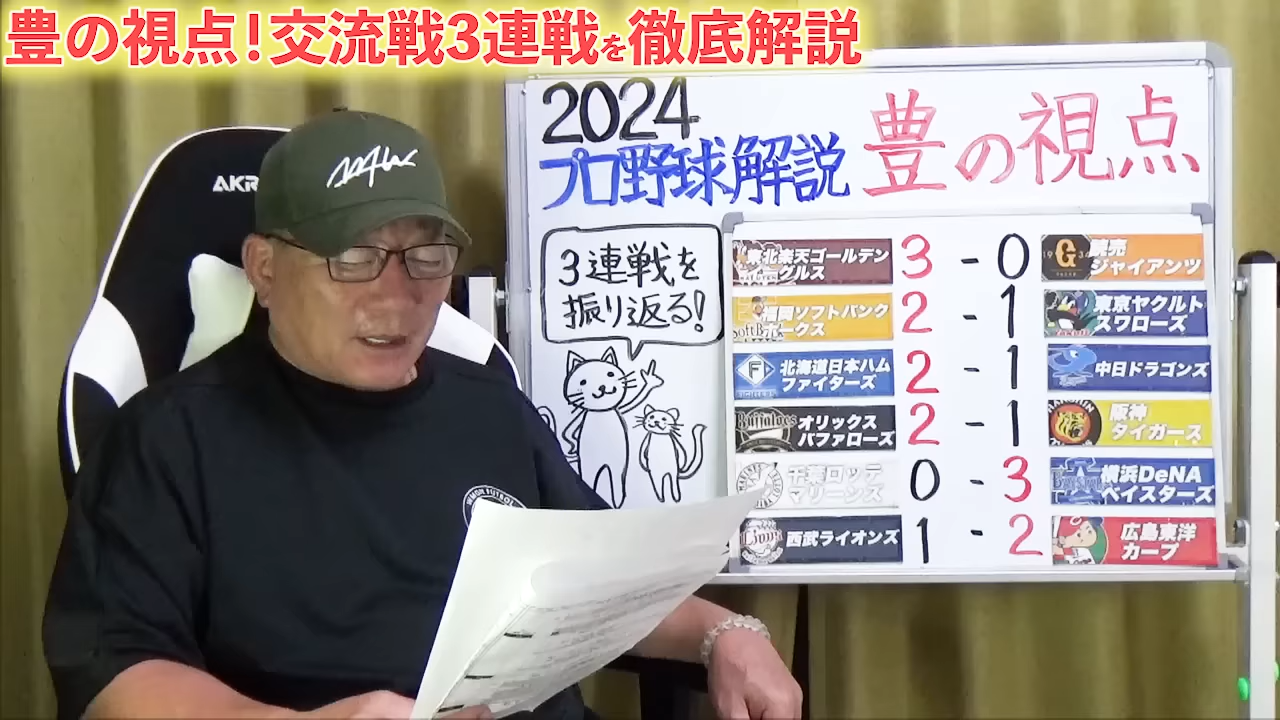 豊の視点!交流戦3連戦を徹底解説
2024
プロ野球解説 豊の視点
3連戦を
振り返る!
東北楽天ゴールデン
イーグルス
3 - 0
読売
ジャイアンツ
福岡ソフトバンク
ホークス
2 - 1
東京ヤクルト
スワローズ
北海道日本ハム
ファイターズ
2 - 1
中日ドラゴンズ
Buffaloes
オリックス
バファローズ
2 - 1
阪神
タイガース
千葉ロッテ
マリーンズ
0 - 3
横浜DeNA
ベイスターズ
西武ライオンズ
1 - 2
広島東洋
カープ
AKR